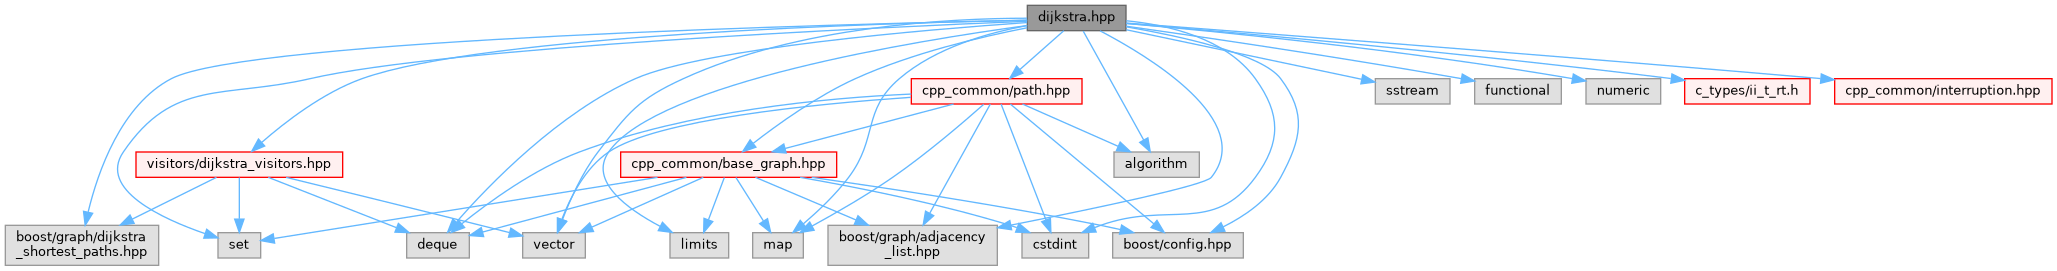 dijkstra.hpp
cpp_common/path.hpp
sstream
functional
numeric
c_types/ii_t_rt.h
cpp_common/interruption.hpp
visitors/dijkstra_visitors.hpp
cpp_common/base_graph.hpp
algorithm
boost/graph/dijkstra
_shortest_paths.hpp
set
deque
vector
limits
map
boost/graph/adjacency
_list.hpp
cstdint
boost/config.hpp